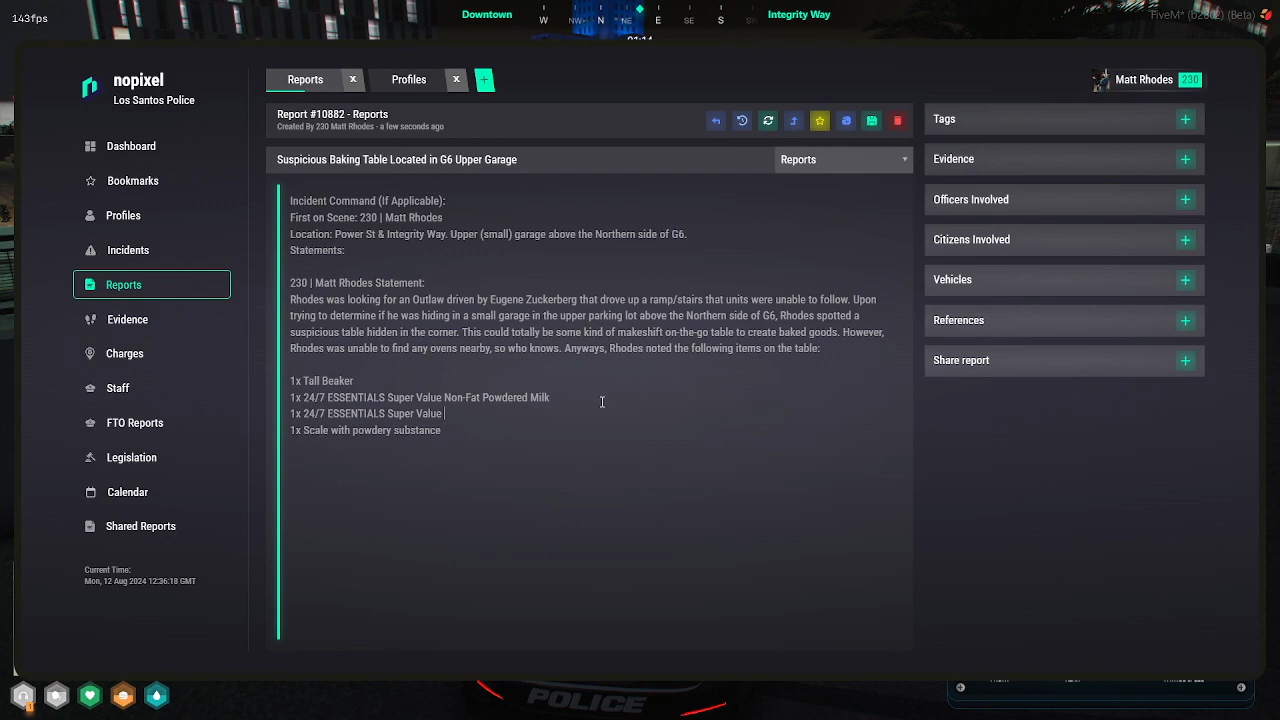 143fps
Downtown
W NW N NE E SE S
Integrity Way
FiveM* (b2802) (Beta)
01:14
nopixel
Los Santos Police
Reports x
Profiles x
+
Matt Rhodes 230
Report #10882 - Reports
Created By 230 Matt Rhodes - a few seconds ago
Suspicious Baking Table Located in G6 Upper Garage
Reports
Dashboard
Bookmarks
Profiles
Incidents
Reports
Evidence
Charges
Staff
FTO Reports
Legislation
Calendar
Shared Reports
Current Time:
Mon, 12 Aug 2024 12:36:18 GMT
Incident Command (If Applicable):
First on Scene: 230 | Matt Rhodes
Location: Power St & Integrity Way. Upper (small) garage above the Northern side of G6.
Statements:
230 | Matt Rhodes Statement:
Rhodes was looking for an Outlaw driven by Eugene Zuckerberg that drove up a ramp/stairs that units were unable to follow. Upon
trying to determine if he was hiding in a small garage in the upper parking lot above the Northern side of G6, Rhodes spotted a
suspicious table hidden in the corner. This could totally be some kind of makeshift on-the-go table to create baked goods. However,
Rhodes was unable to find any ovens nearby, so who knows. Anyways, Rhodes noted the following items on the table:
1x Tall Beaker
1x 24/7 ESSENTIALS Super Value Non-Fat Powdered Milk
1x 24/7 ESSENTIALS Super Value
1x Scale with powdery substance
Tags +
Evidence +
Officers Involved +
Citizens Involved +
Vehicles +
References +
Share report +
POLICE